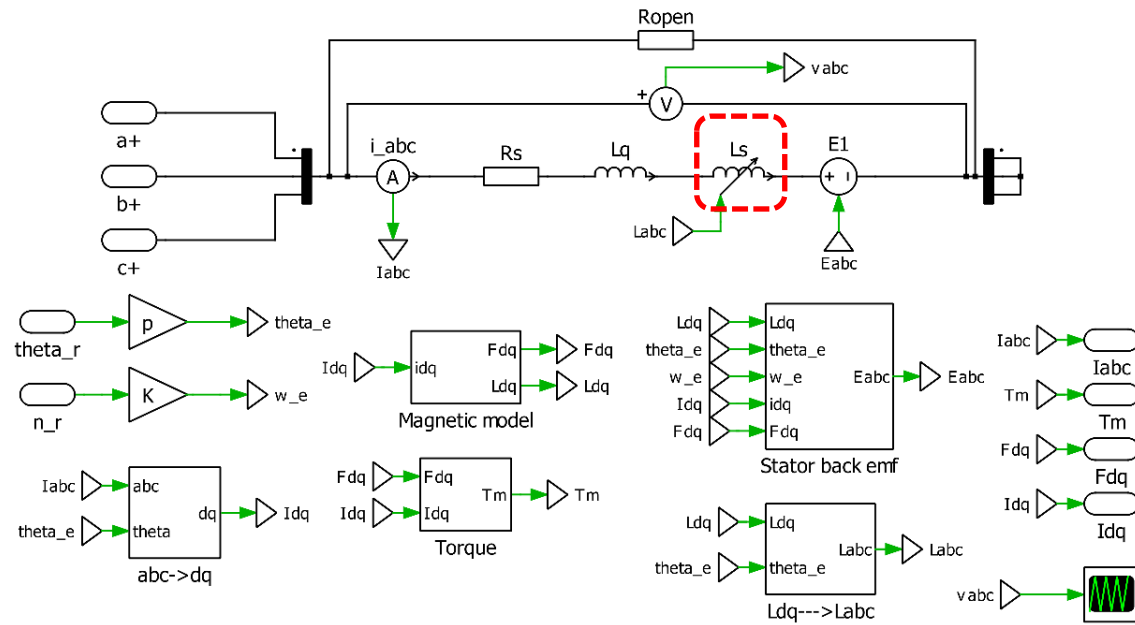 Ropen
vabc
+
V
a+
b+
c+
i_abc
A
Rs
Lq
Ls
E1
+
Labc
Iabc
Eabc
theta_r
p
theta_e
n_r
K
w_e
Idq
idq
Fdq
Fdq
Ldq
Ldq
Magnetic model
Ldq
Ldq
theta_e
theta_e
w_e
w_e
Idq
idq
Fdq
Fdq
Eabc
Eabc
Stator back emf
Iabc
Iabc
Tm
Tm
Fdq
Fdq
Idq
Idq
Iabc
abc
theta_e
theta
dq
Idq
abc->dq
Fdq
Fdq
Idq
Idq
Tm
Tm
Torque
Ldq
Ldq
theta_e
theta_e
Labc
Labc
Ldq--->Labc
vabc